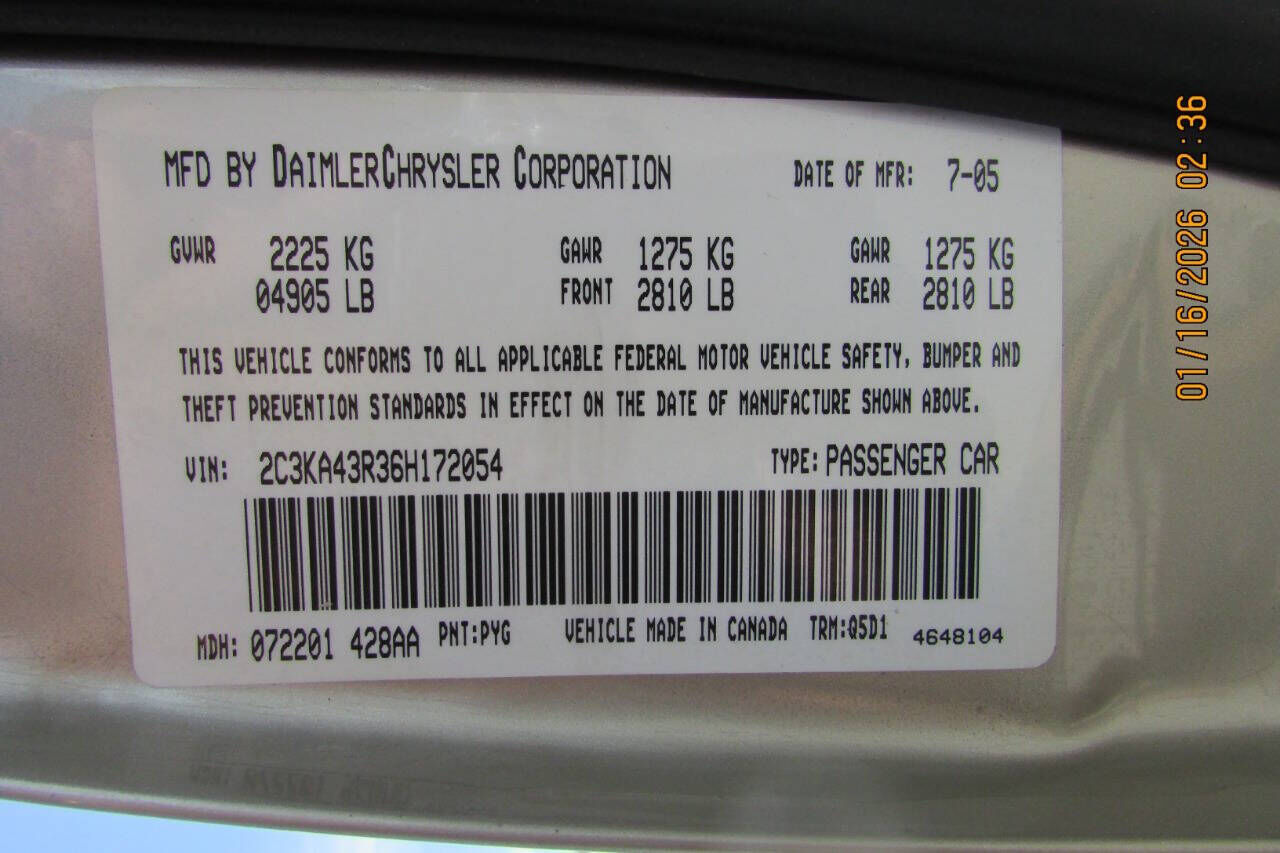 MFD BY DAIMLERCHRYSLER CORPORATION DATE OF MFR: 7-05
GVWR 2225 KG GAWR 1275 KG GAWR 1275 KG
04905 LB FRONT 2810 LB REAR 2810 LB
THIS VEHICLE CONFORMS TO ALL APPLICABLE FEDERAL MOTOR VEHICLE SAFETY, BUMPER AND
THEFT PREVENTION STANDARDS IN EFFECT ON THE DATE OF MANUFACTURE SHOWN ABOVE.
VIN: 2C3KA43R36H172054 TYPE: PASSENGER CAR
MDH: 072201 428AA PNT:PYG VEHICLE MADE IN CANADA TRM:Q5D1 4648104
01/16/2026 02:36